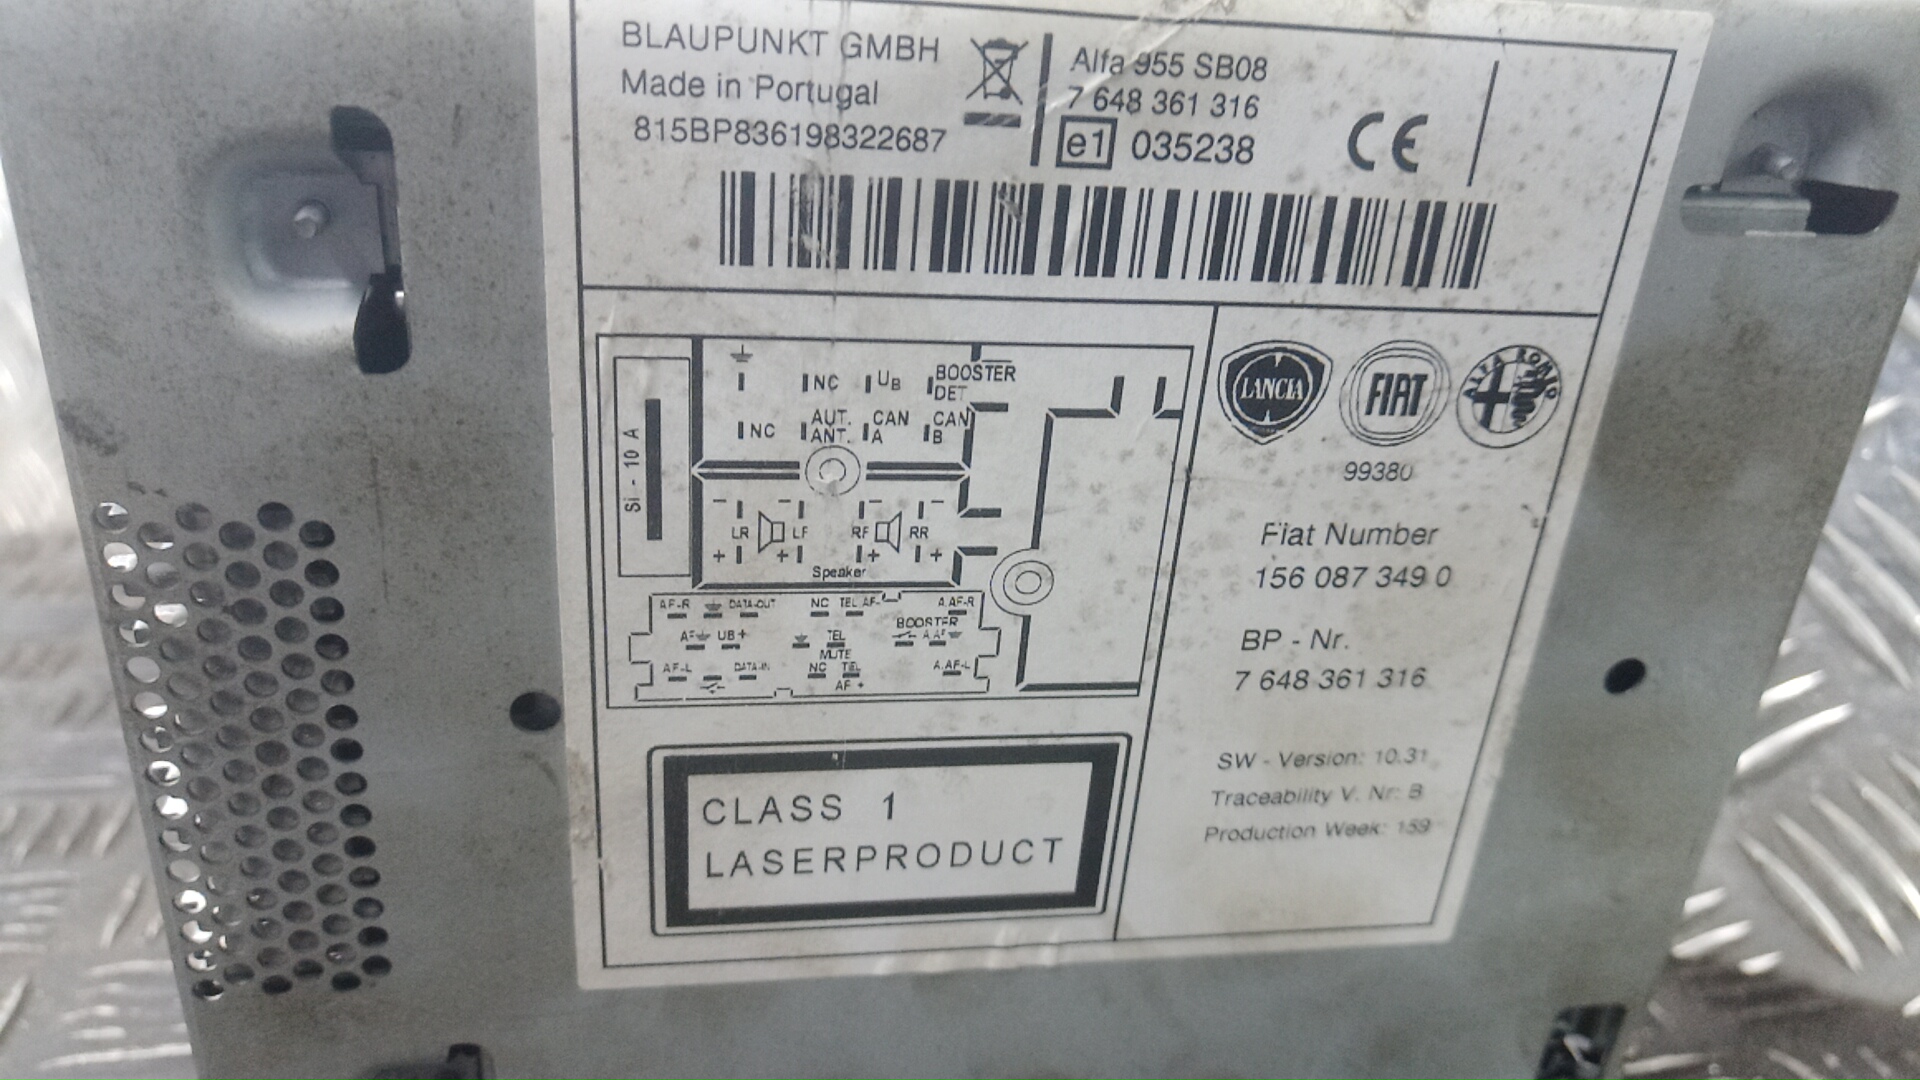 BLAUPUNKT GMBH
Made in Portugal
815BP836198322687
Alfa 955 SB08
7 648 361 316
e1 035238
CE
Si - 10 A
NC UB BOOSTER DET
NC AUT. ANT. CAN A CAN B
- - - -
LR LF RF RR
+ + + +
Speaker
AF-R DATA-OUT NC TEL AF- A.AF-R
AF UB+ TEL MUTE BOOSTER A.AF
AF-L DATA-IN NC TEL AF + A.AF-L
LANCIA FIAT ALFA ROMEO
99380
Fiat Number
156 087 349 0
BP - Nr.
7 648 361 316
SW - Version: 10.31
Traceability V. Nr: B
Production Week: 159
CLASS 1
LASERPRODUCT